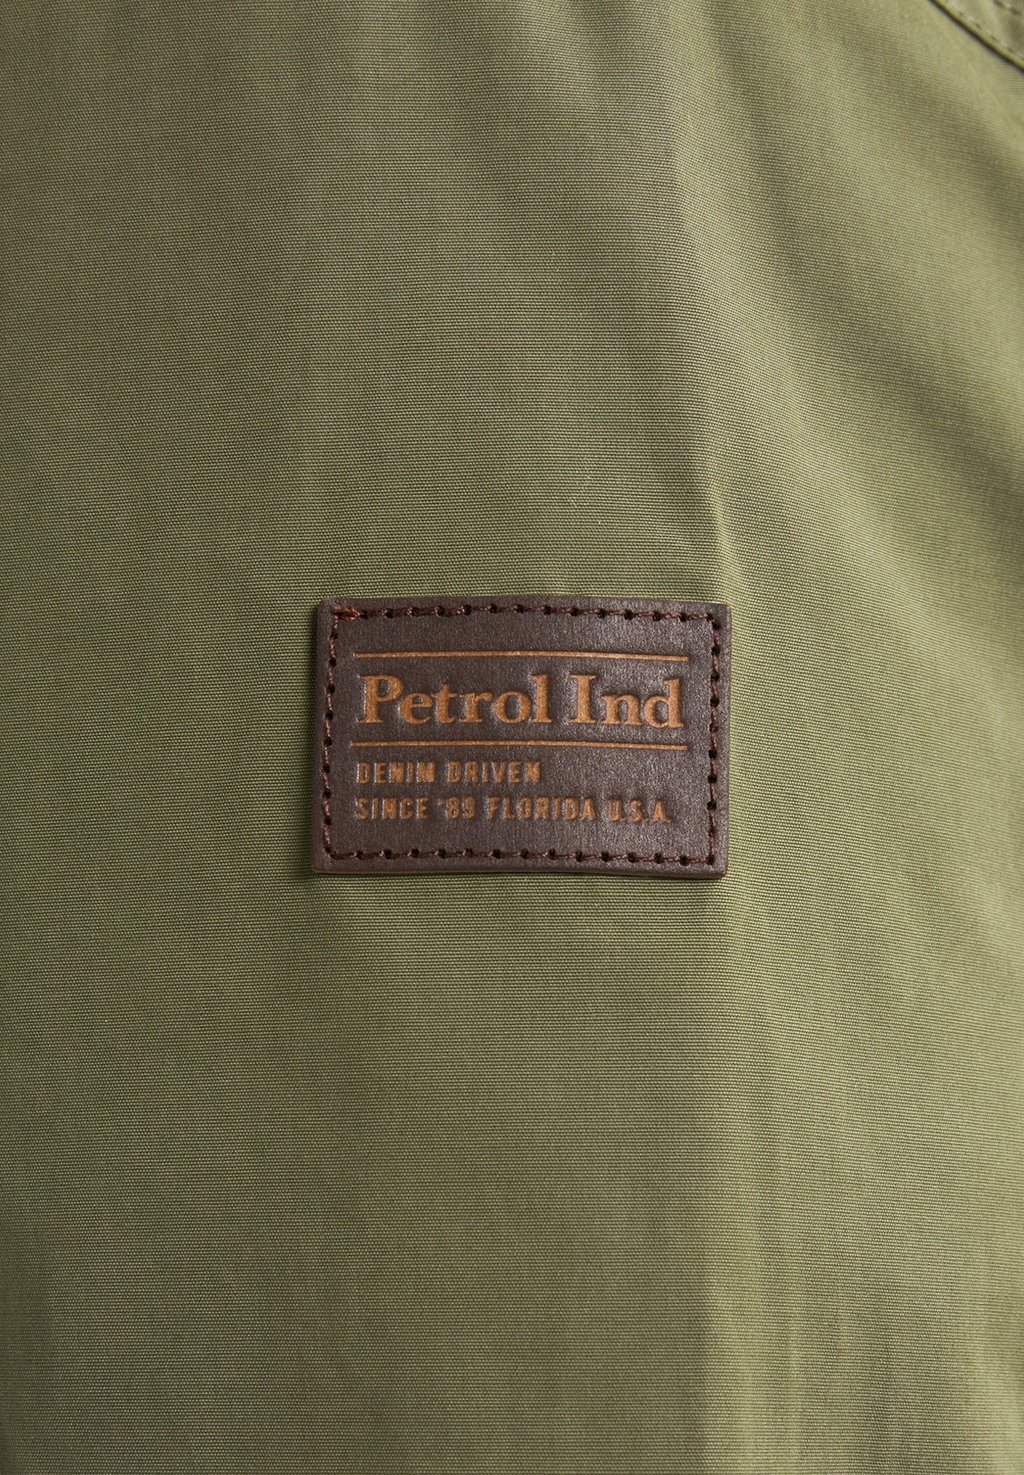 Petrol Ind
DENIM DRIVEN
SINCE '89 FLORIDA U.S.A.